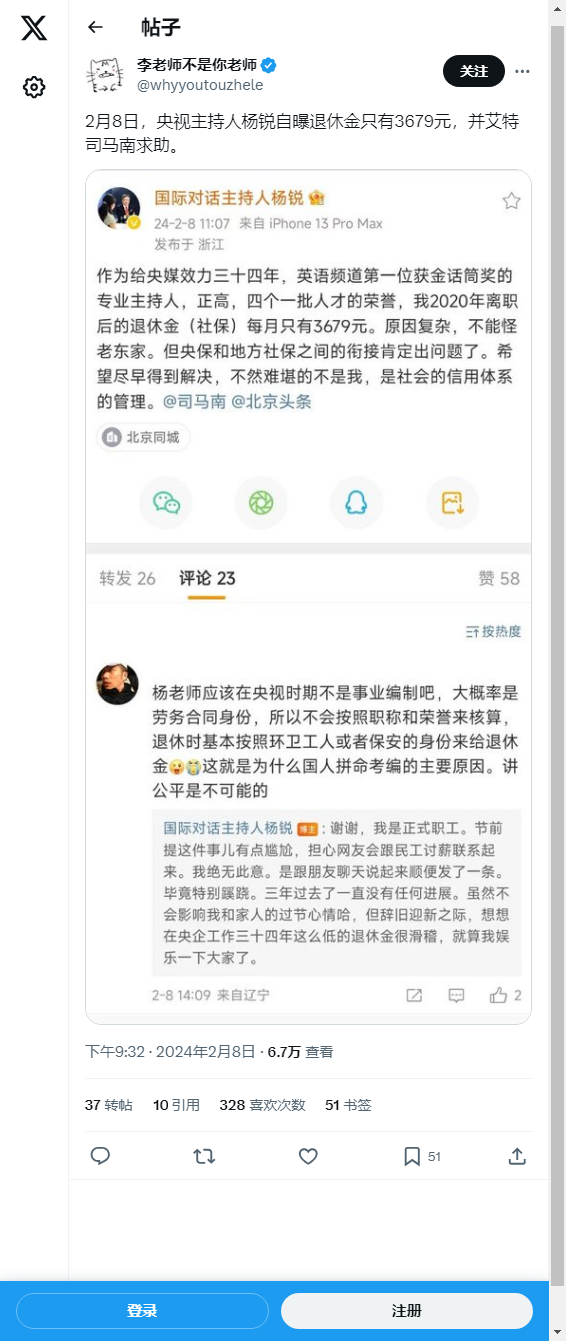 帖子
李老师不是你老师
@whyyoutouzhele
关注
2月8日，央视主持人杨锐自曝退休金只有3679元，并艾特
司马南求助。
国际对话主持人杨锐
24-2-8 11:07 来自 iPhone 13 Pro Max
发布于 浙江
作为给央媒效力三十四年，英语频道第一位获金话筒奖的
专业主持人，正高，四个一批人才的荣誉，我2020年离职
后的退休金（社保）每月只有3679元。原因复杂，不能怪
老东家。但央保和地方社保之间的衔接肯定出问题了。希
望尽早得到解决，不然难堪的不是我，是社会的信用体系
的管理。@司马南 @北京头条
北京同城
转发 26 评论 23 赞 58
按热度
杨老师应该在央视时期不是事业编制吧，大概率是
劳务合同身份，所以不会按照职称和荣誉来核算，
退休时基本按照环卫工人或者保安的身份来给退休
金😜😭这就是为什么国人拼命考编的主要原因。讲
公平是不可能的
国际对话主持人杨锐 博主：谢谢，我是正式职工。节前
提这件事儿有点尴尬，担心网友会跟民工讨薪联系起
来。我绝无此意。是跟朋友聊天说起来顺便发了一条。
毕竟特别蹊跷。三年过去了一直没有任何进展。虽然不
会影响我和家人的过节心情哈，但辞旧迎新之际，想想
在央企工作三十四年这么低的退休金很滑稽，就算我娱
乐一下大家了。
2-8 14:09 来自辽宁 2
下午9:32 · 2024年2月8日 · 6.7万 查看
37 转帖 10 引用 328 喜欢次数 51 书签
51
登录 注册